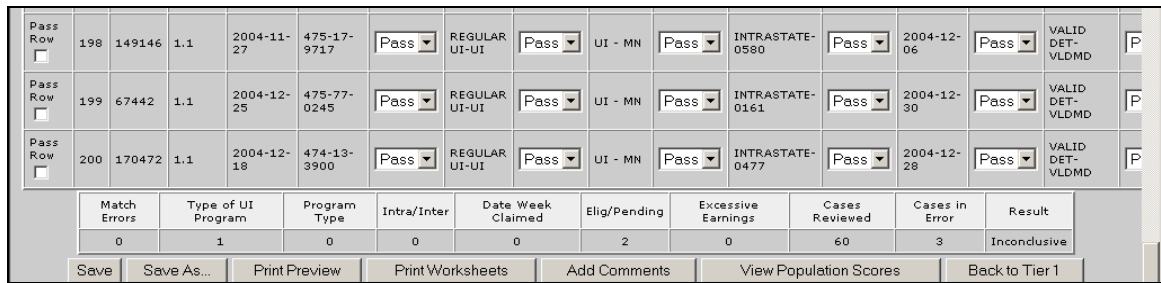 Pass Row 198 149146 1.1 2004-11-27 475-17-9717 Pass REGULAR UI-UI Pass UI - MN Pass INTRASTATE-0580 Pass 2004-12-06 Pass VALID DET-VLDMD P
Pass Row 199 67442 1.1 2004-12-25 475-77-0245 Pass REGULAR UI-UI Pass UI - MN Pass INTRASTATE-0161 Pass 2004-12-30 Pass VALID DET-VLDMD P
Pass Row 200 170472 1.1 2004-12-18 474-13-3900 Pass REGULAR UI-UI Pass UI - MN Pass INTRASTATE-0477 Pass 2004-12-28 Pass VALID DET-VLDMD P
Match Errors Type of UI Program Program Type Intra/Inter Date Week Claimed Elig/Pending Excessive Earnings Cases Reviewed Cases in Error Result
0 1 0 0 0 2 0 60 3 Inconclusive
Save Save As... Print Preview Print Worksheets Add Comments View Population Scores Back to Tier 1